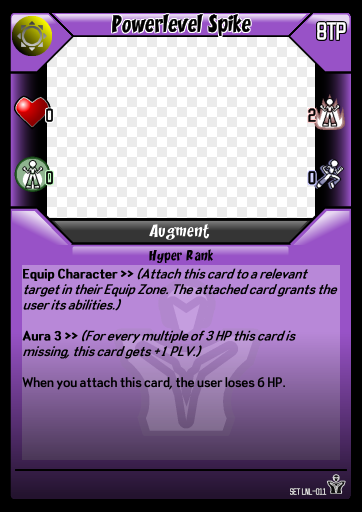 Powerlevel Spike
8TP
0
2
0
0
Augment
Hyper Rank
Equip Character >> (Attach this card to a relevant
target in their Equip Zone. The attached card grants the
user its abilities.)
Aura 3 >> (For every multiple of 3 HP this card is
missing, this card gets +1 PLV.)
When you attach this card, the user loses 6 HP.
SET LNL-011